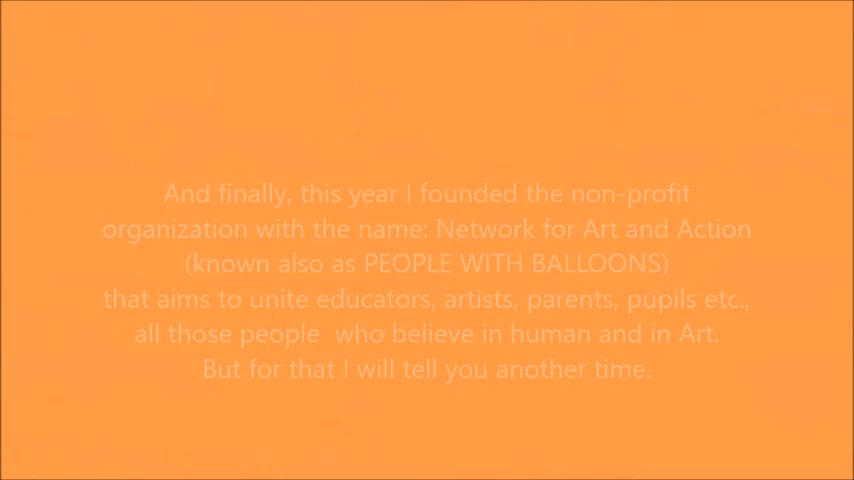 And finally, this year I founded the non-profit
organization with the name: Network for Art and Action
(known also as PEOPLE WITH BALLOONS)
that aims to unite educators, artists, parents, pupils etc.,
all those people  who believe in human and in Art.
But for that I will tell you another time.